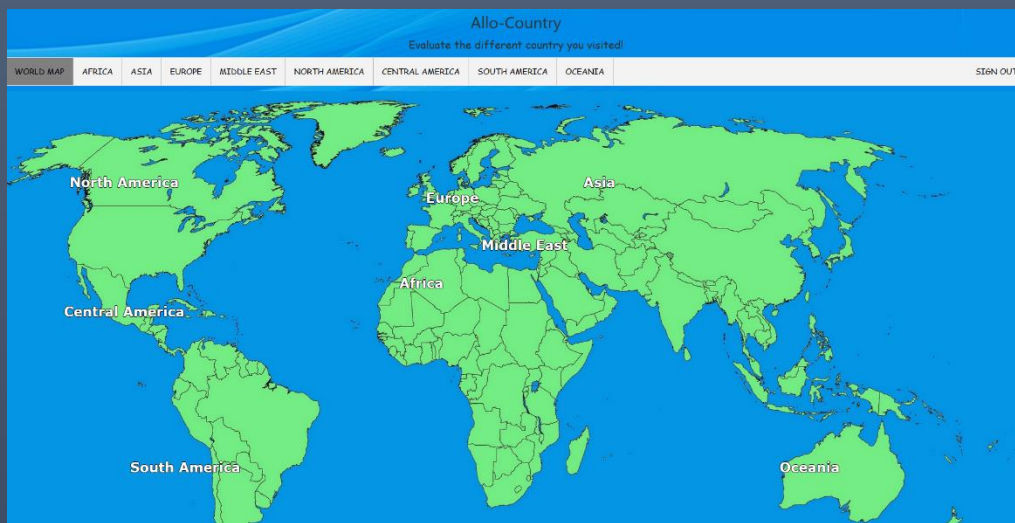 Allo-Country
Evaluate the different country you visited!
WORLD MAP AFRICA ASIA EUROPE MIDDLE EAST NORTH AMERICA CENTRAL AMERICA SOUTH AMERICA OCEANIA SIGN OUT
North America
Asia
Europe
Middle East
Africa
Central America
South America
Oceania